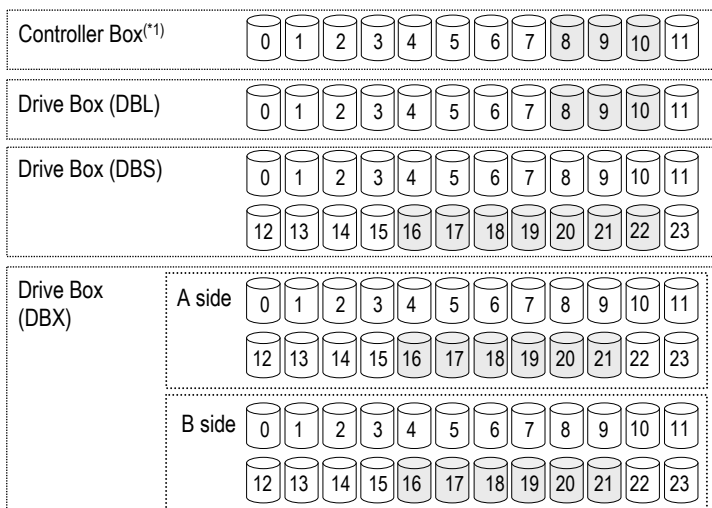 Controller Box(*1) 0 1 2 3 4 5 6 7 8 9 10 11
Drive Box (DBL) 0 1 2 3 4 5 6 7 8 9 10 11
Drive Box (DBS) 0 1 2 3 4 5 6 7 8 9 10 11
12 13 14 15 16 17 18 19 20 21 22 23
Drive Box
(DBX)
A side 0 1 2 3 4 5 6 7 8 9 10 11
12 13 14 15 16 17 18 19 20 21 22 23
B side 0 1 2 3 4 5 6 7 8 9 10 11
12 13 14 15 16 17 18 19 20 21 22 23